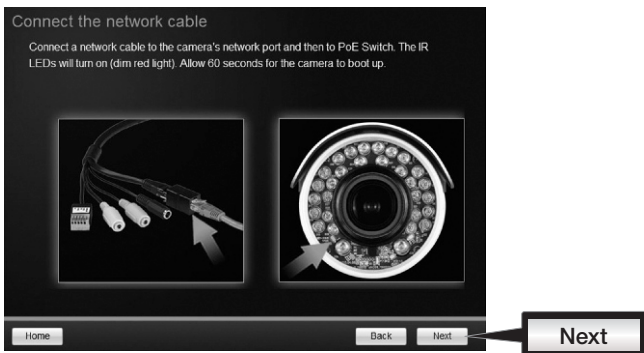 Connect the network cable
Connect a network cable to the camera's network port and then to PoE Switch. The IR
LEDs will turn on (dim red light). Allow 60 seconds for the camera to boot up.
Home
Back
Next
Next